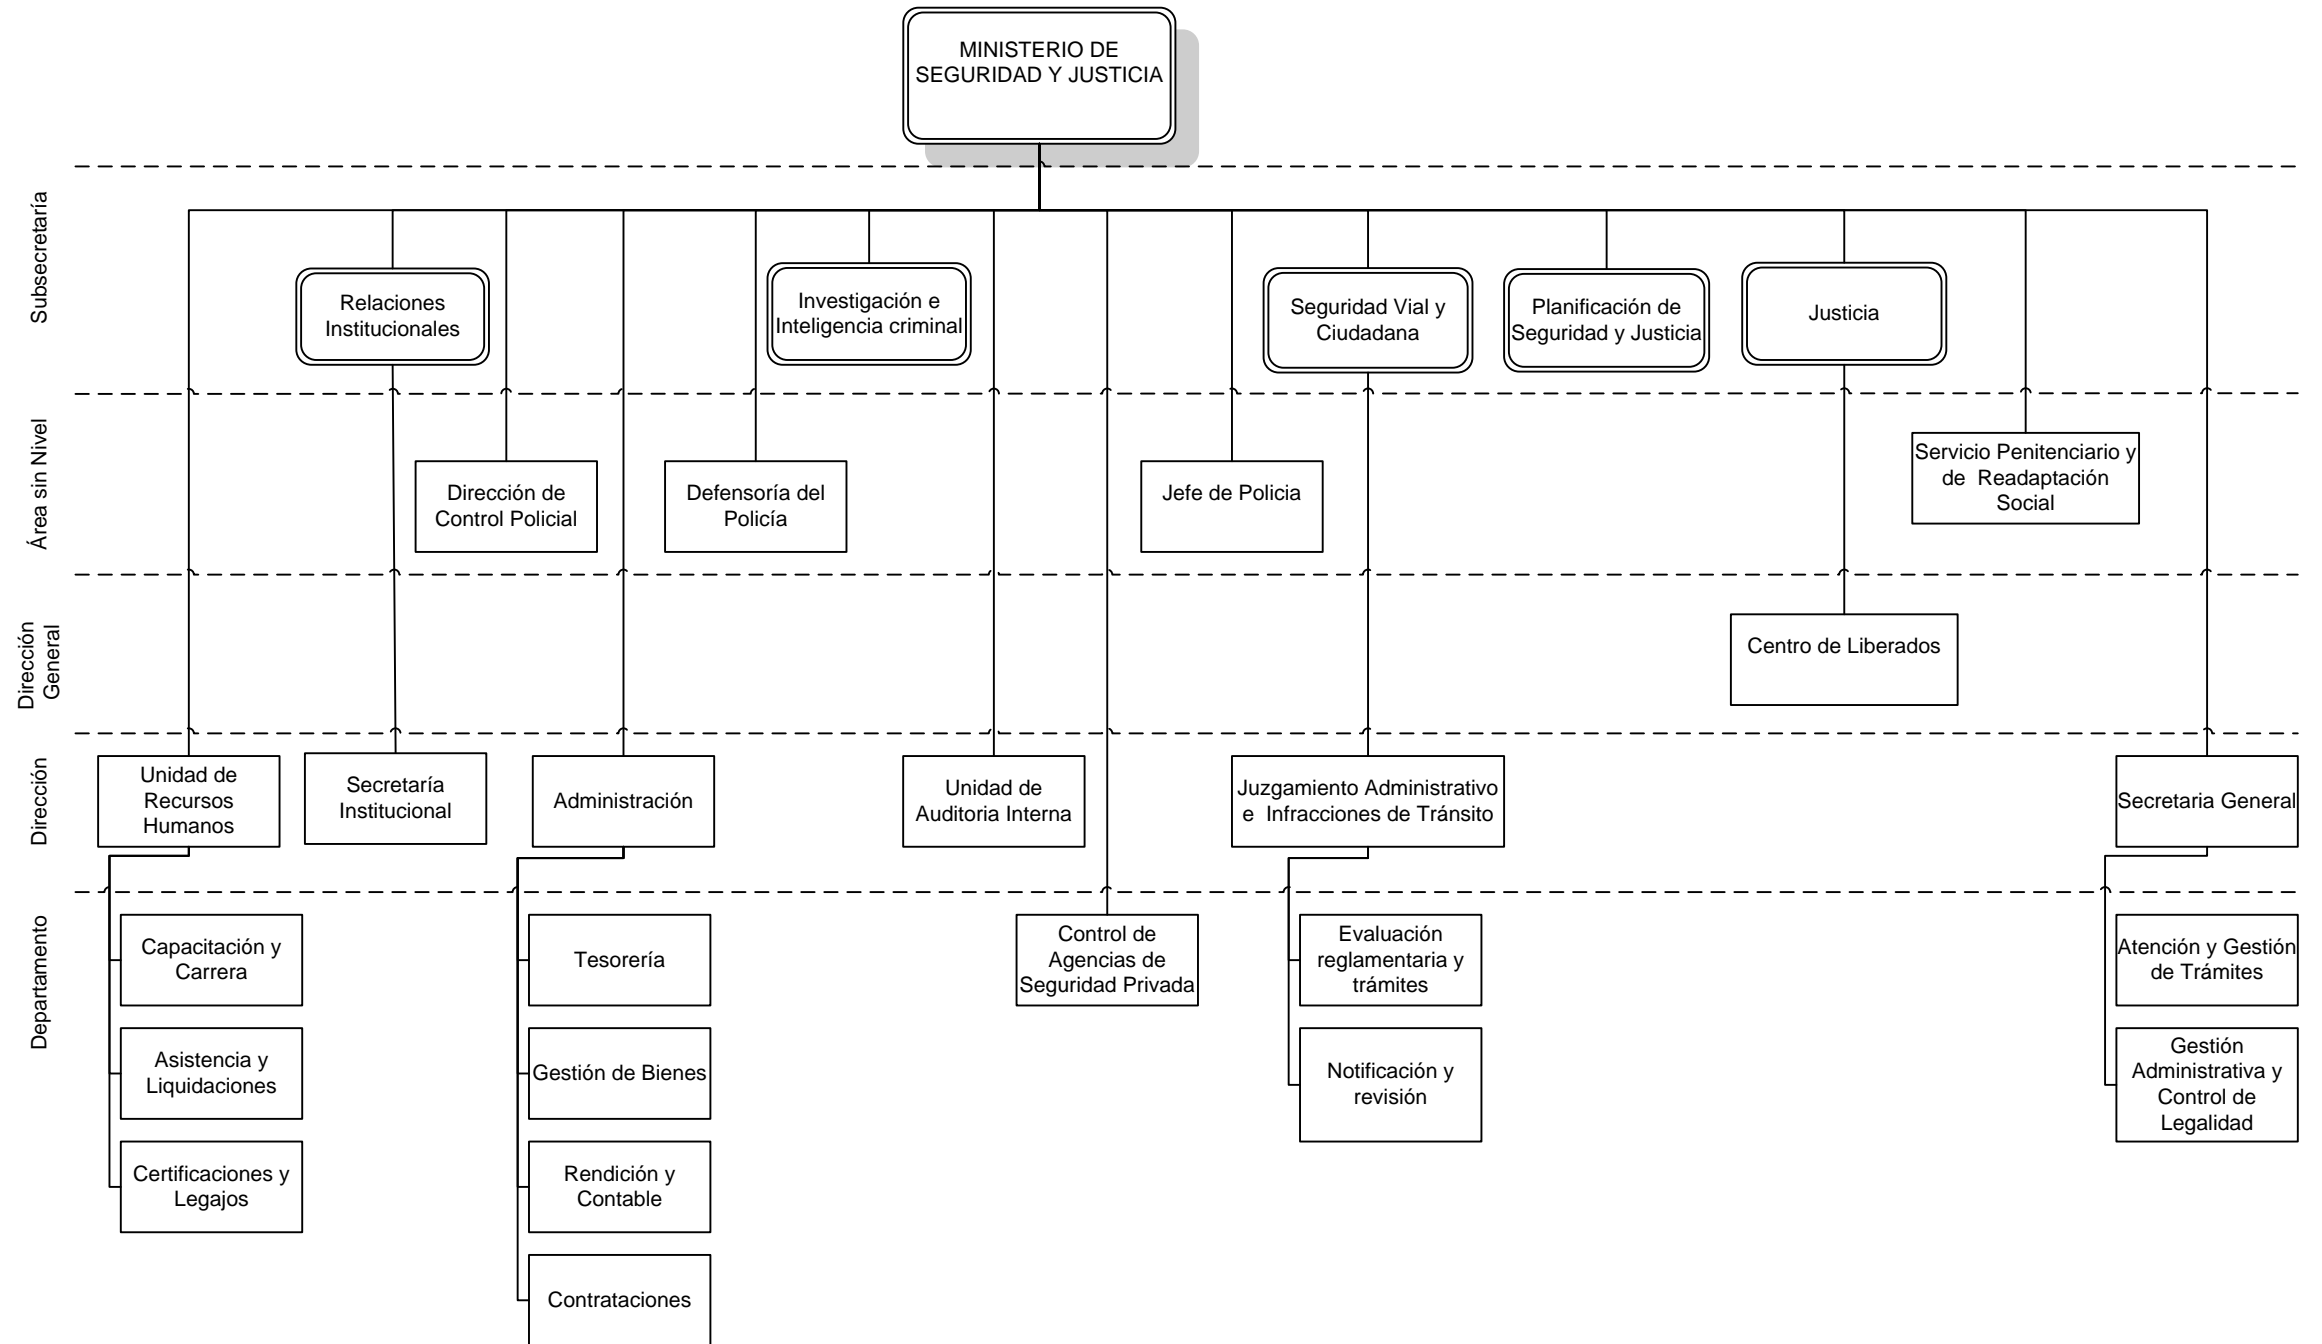 MINISTERIO DE
SEGURIDAD Y JUSTICIA
Subsecretaría
Relaciones
Institucionales
Investigación e
Inteligencia criminal
Seguridad Vial y
Ciudadana
Planificación de
Seguridad y Justicia
Justicia
Área sin Nivel
Dirección de
Control Policial
Defensoría del
Policía
Jefe de Policia
Servicio Penitenciario y
de Readaptación
Social
Dirección
General
Centro de Liberados
Dirección
Unidad de
Recursos
Humanos
Secretaría
Institucional
Administración
Unidad de
Auditoria Interna
Juzgamiento Administrativo
e Infracciones de Tránsito
Secretaria General
Departamento
Capacitación y
Carrera
Tesorería
Control de
Agencias de
Seguridad Privada
Evaluación
reglamentaria y
trámites
Atención y Gestión
de Trámites
Asistencia y
Liquidaciones
Gestión de Bienes
Notificación y
revisión
Gestión
Administrativa y
Control de
Legalidad
Certificaciones y
Legajos
Rendición y
Contable
Contrataciones